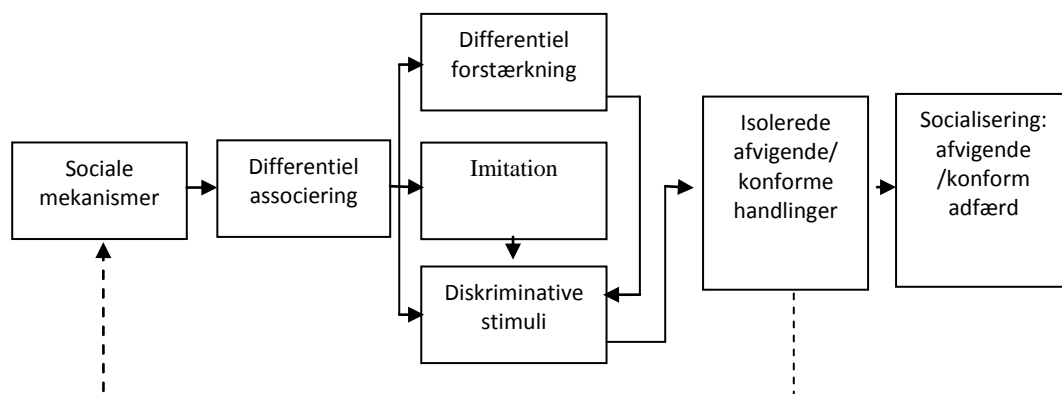 Sociale
mekanismer
Differentiel
associering
Differentiel
forstærkning
Imitation
Diskriminative
stimuli
Isolerede
afvigende/
konforme
handlinger
Socialisering:
afvigende
/konform
adfærd